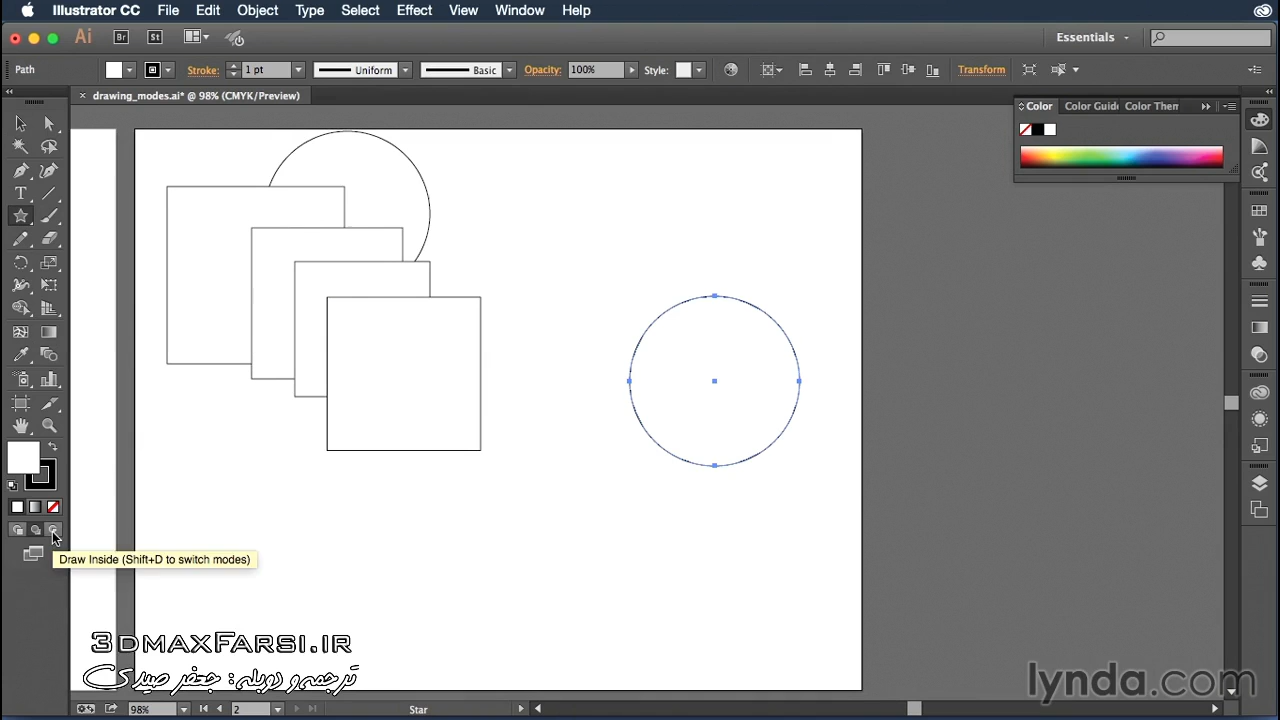 Illustrator CC File Edit Object Type Select Effect View Window Help
Ai Br St Essentials
Path Stroke: 1 pt Uniform Basic Opacity: 100% Style: Transform
× drawing_modes.ai* @ 98% (CMYK/Preview)
Color Color Guide Color Then
T
Draw Inside (Shift+D to switch modes)
3DMAXFARSI.IR
ترجمه و دوبله: جعفر صیدی
lynda.com
98% 2 Star